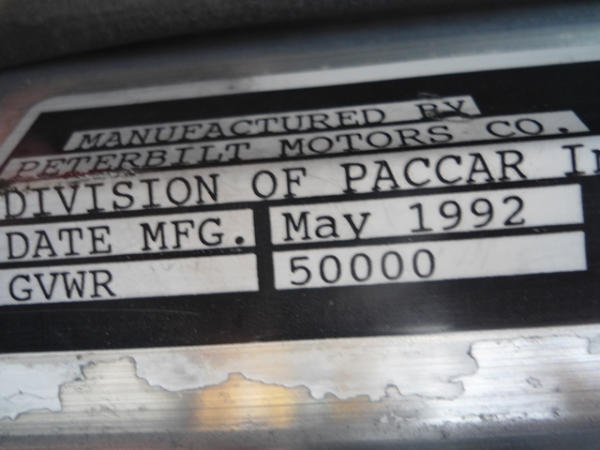 MANUFACTURED BY
PETERBILT MOTORS CO.
DIVISION OF PACCAR
DATE MFG. May 1992
GVWR 50000